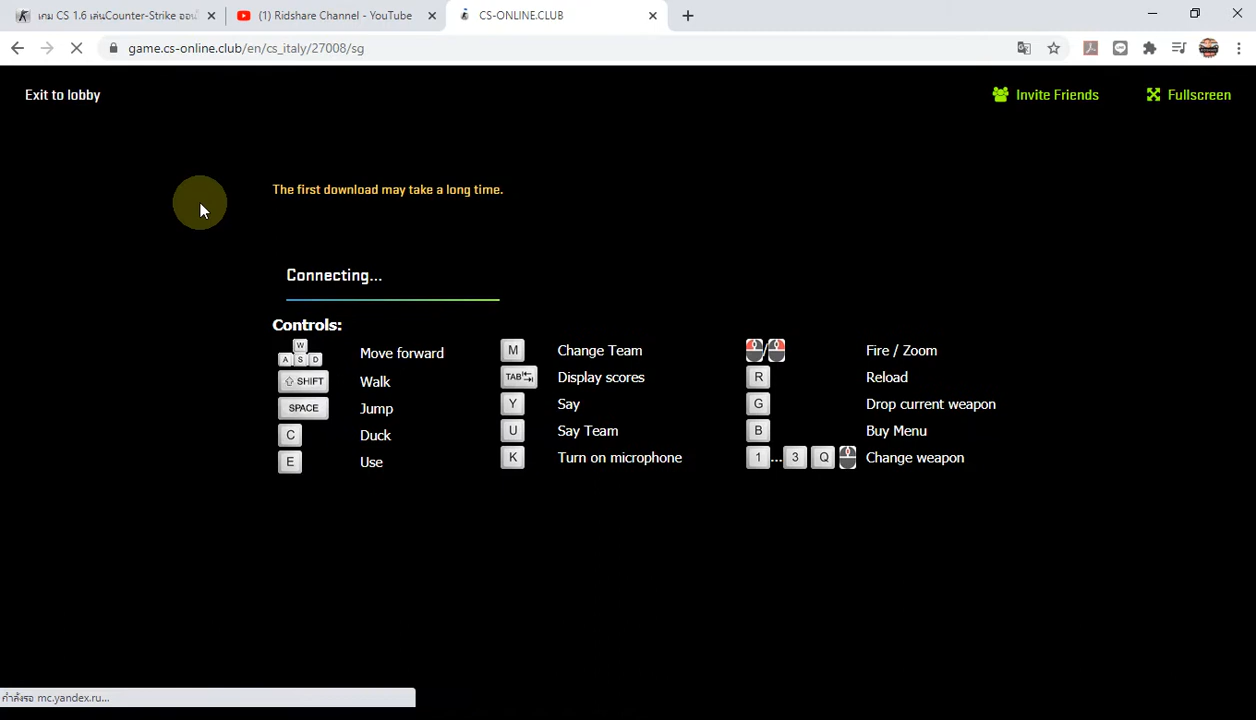 เกม CS 1.6 เล่นCounter-Strike ออนไ
(1) Ridshare Channel - YouTube
CS-ONLINE.CLUB
game.cs-online.club/en/cs_italy/27008/sg
Exit to lobby
Invite Friends
Fullscreen
The first download may take a long time.
Connecting...
Controls:
W
A S D
Move forward
M
Change Team
Fire / Zoom
SHIFT
Walk
TAB
Display scores
R
Reload
SPACE
Jump
Y
Say
G
Drop current weapon
C
Duck
U
Say Team
B
Buy Menu
E
Use
K
Turn on microphone
1 ... 3 Q
Change weapon
กำลังรอ mc.yandex.ru...